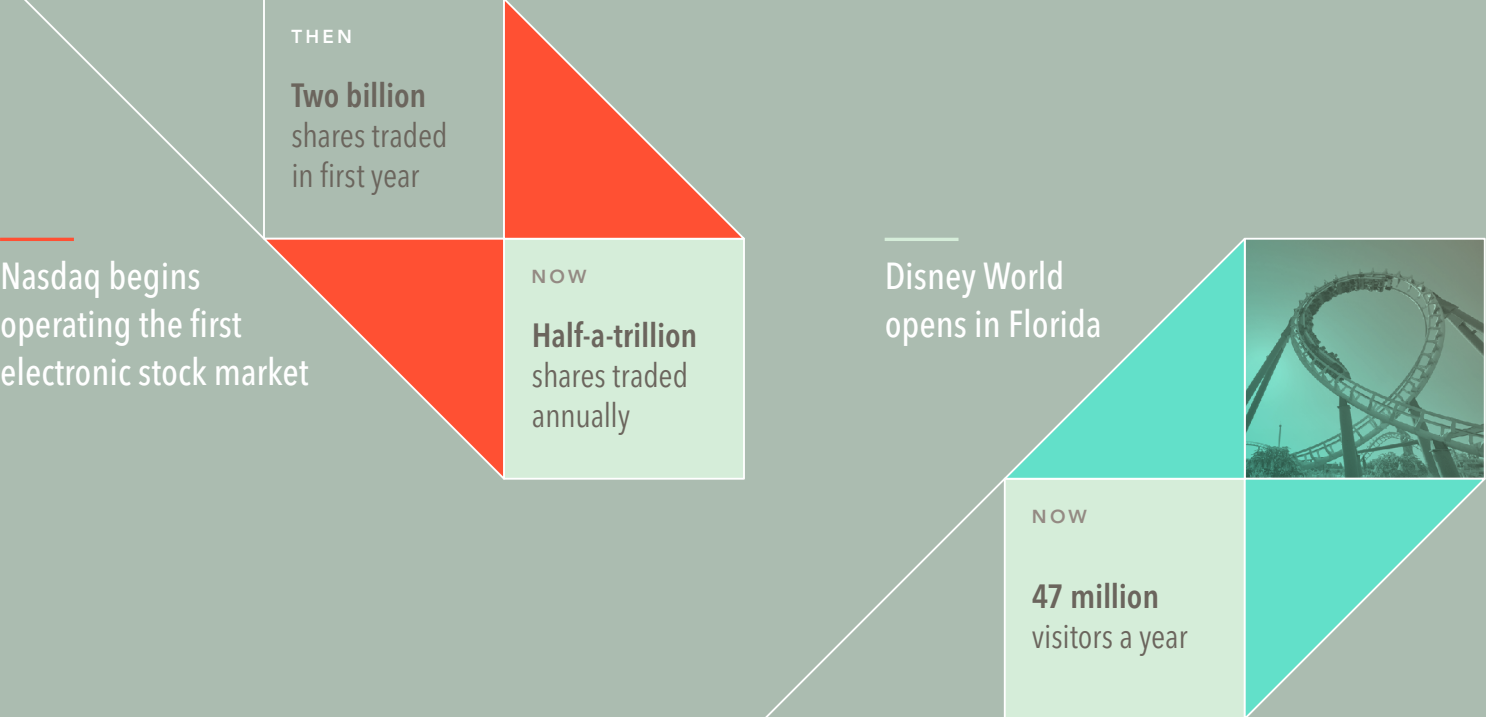 THEN
Two billion
shares traded
in first year
Nasdaq begins
operating the first
electronic stock market
NOW
Half-a-trillion
shares traded
annually
Disney World
opens in Florida
NOW
47 million
visitors a year